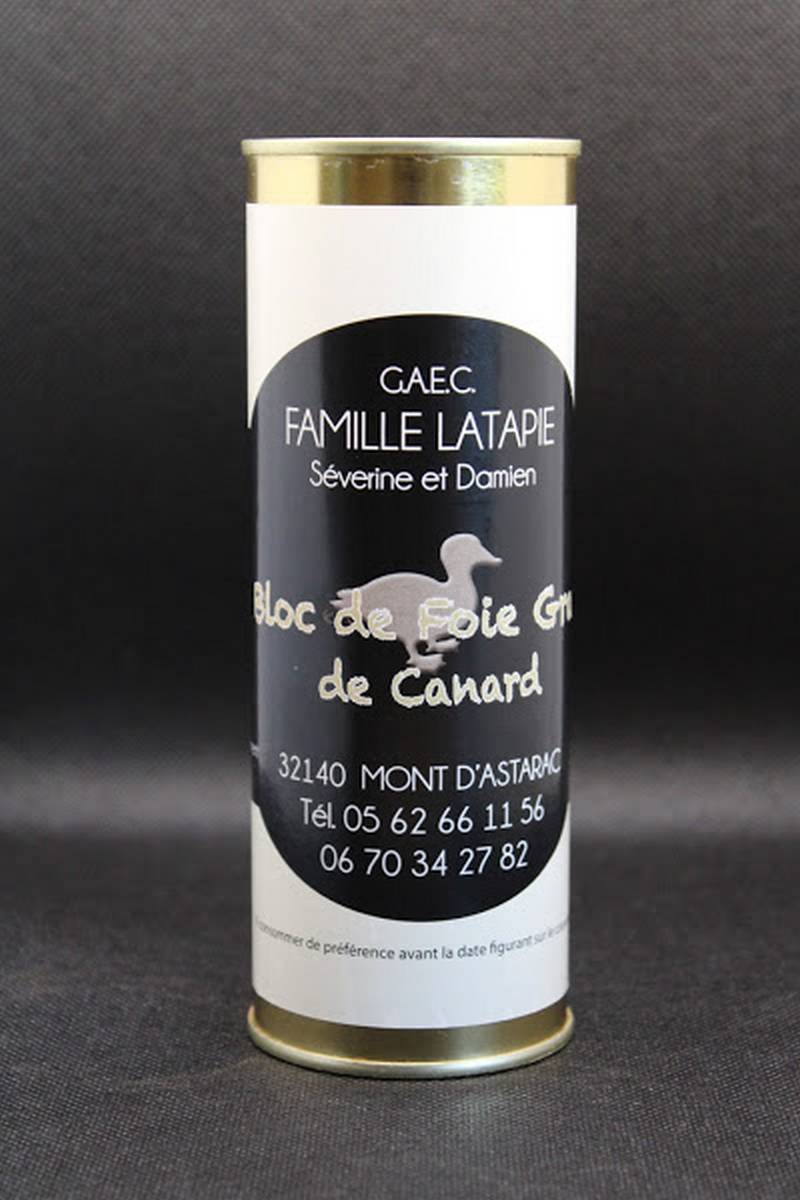 G.A.E.C.
FAMILLE LATAPIE
Séverine et Damien
Bloc de Foie Gr
de Canard
32140 MONT D'ASTARAC
Tél. 05 62 66 11 56
06 70 34 27 82
consommer de préférence avant la date figurant sur le